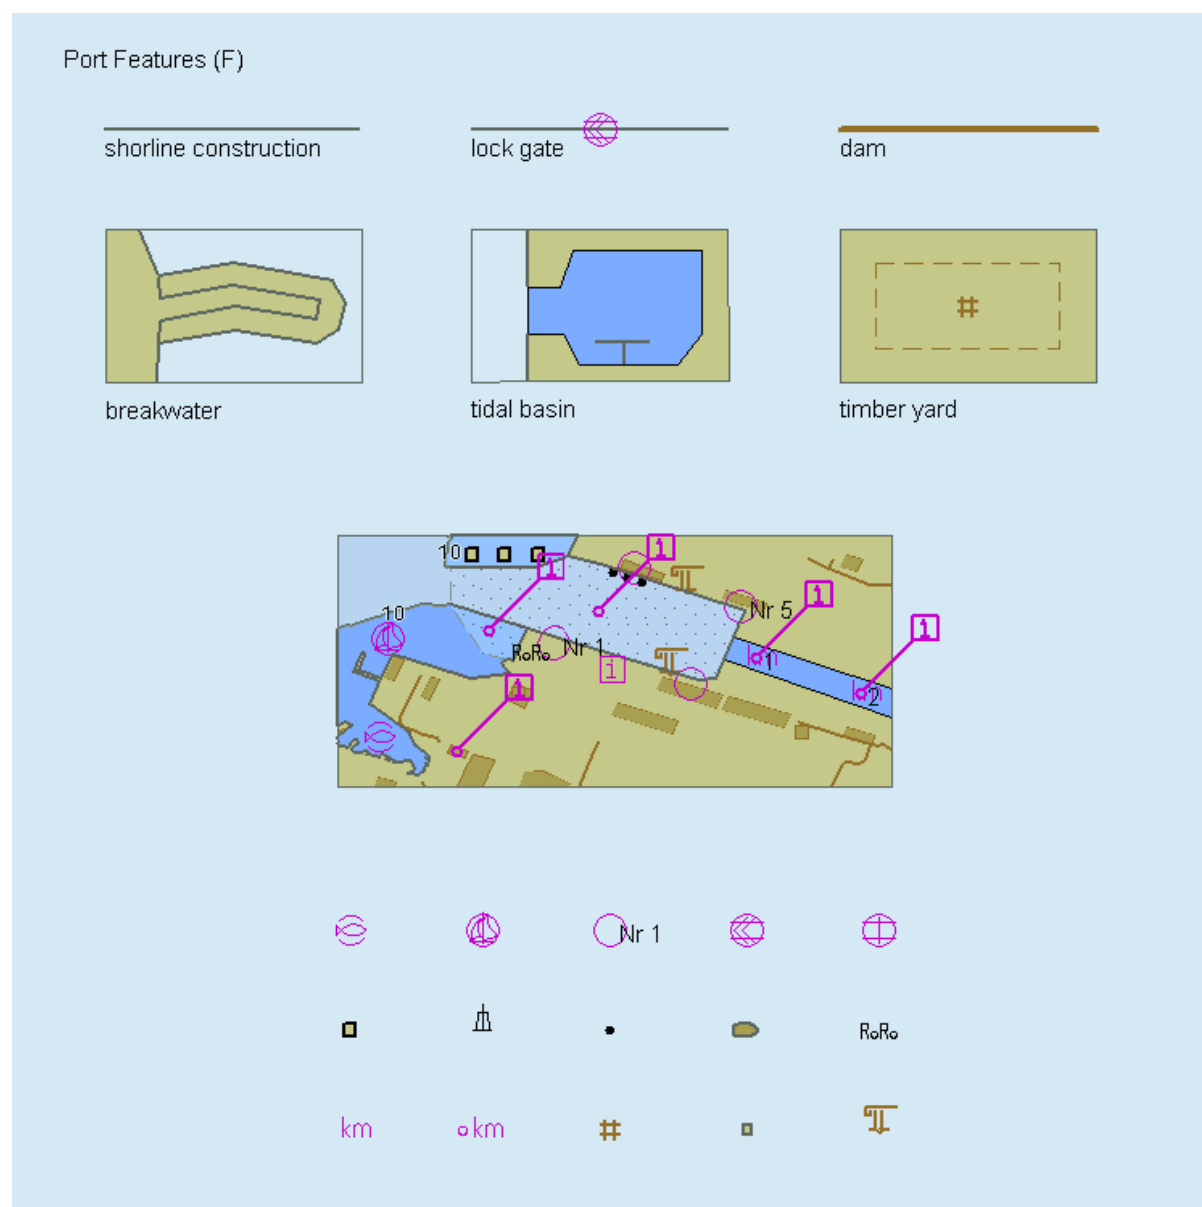 Port Features (F)
shorline construction
lock gate
dam
breakwater
tidal basin
timber yard
10
i
i
i
i
10
Nr 5
RoRo
Nr 1
i
1
i
2
Nr 1
RoRo
km
km